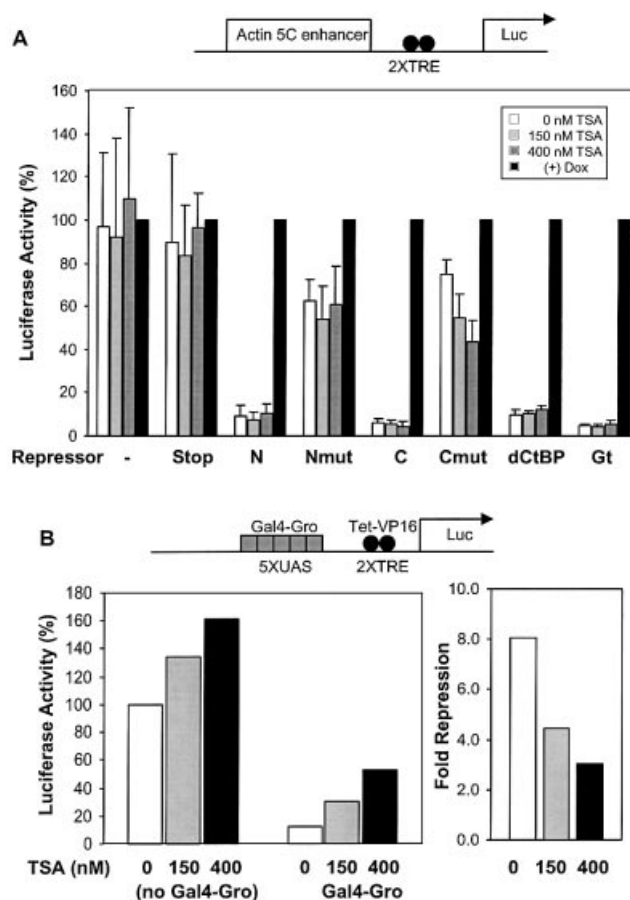 A
Actin 5C enhancer
Luc
2XTRE
160
140
120
100
80
60
40
20
0
Luciferase Activity (%)
0 nM TSA
150 nM TSA
400 nM TSA
(+) Dox
Repressor - Stop N Nmut C Cmut dCtBP Gt
B
Gal4-Gro
Tet-VP16
Luc
5XUAS
2XTRE
180
160
140
120
100
80
60
40
20
0
Luciferase Activity (%)
TSA (nM) 0 150 400 0 150 400
(no Gal4-Gro) Gal4-Gro
10.0
8.0
6.0
4.0
2.0
0.0
Fold Repression
0 150 400